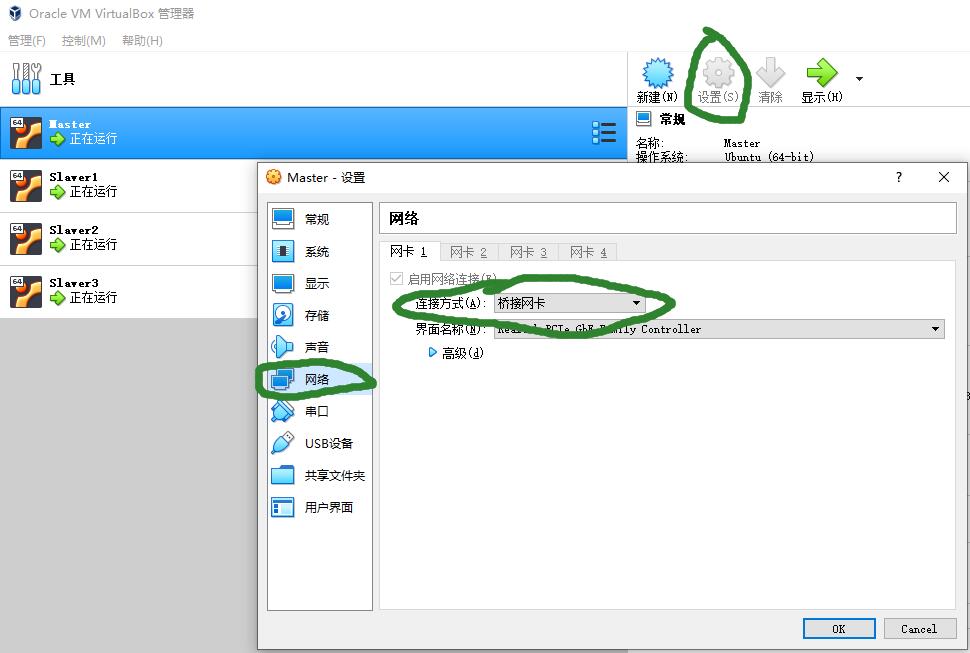 Oracle VM VirtualBox 管理器
管理(F) 控制(M) 帮助(H)
工具
新建(N) 设置(S) 清除 显示(H)
64 Master
正在运行
64 Slaver1
正在运行
64 Slaver2
正在运行
64 Slaver3
正在运行
常规
名称: Master
操作系统: Ubuntu (64-bit)
Master - 设置 ?
常规
系统
显示
存储
声音
网络
串口
USB设备
共享文件夹
用户界面
网络
网卡 1 网卡 2 网卡 3 网卡 4
启用网络连接(E)
连接方式(A): 桥接网卡
界面名称(N): Realtek PCIe GbE Family Controller
高级(d)
OK Cancel